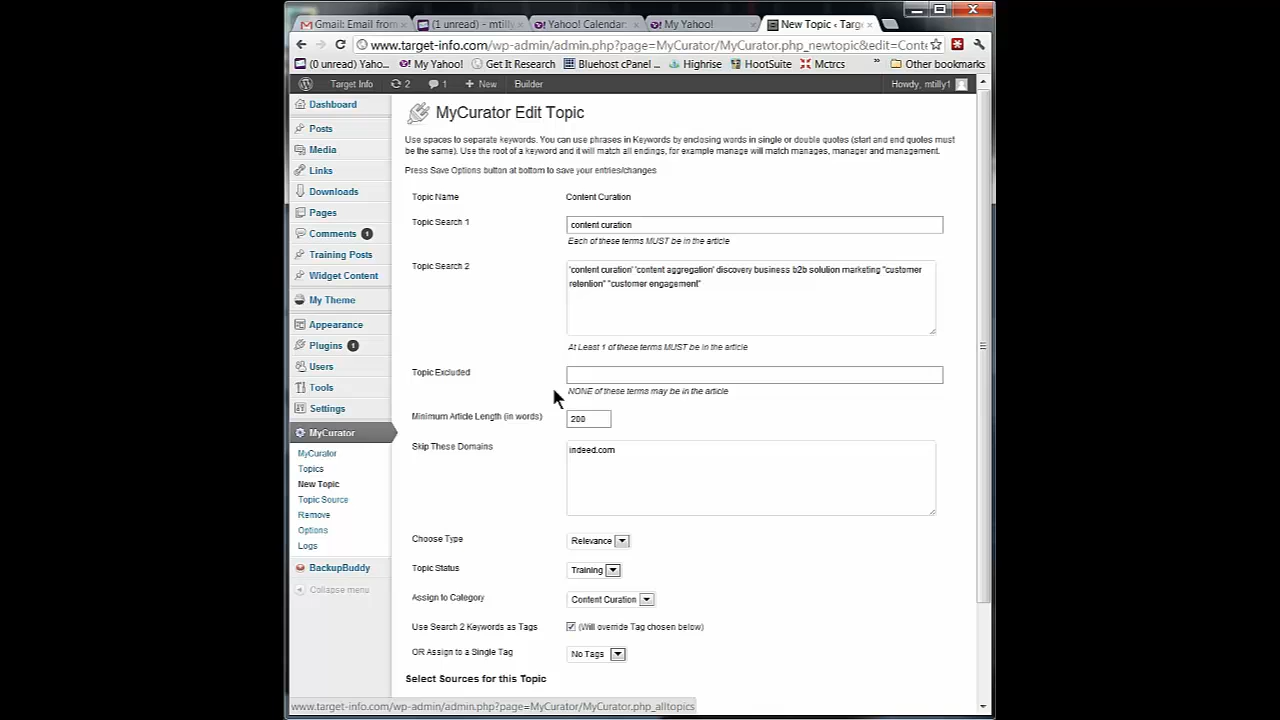 Gmail: Email from
(1 unread) - mtill
Yahoo! Calendar:
My Yahoo!
New Topic ‹ Targ
www.target-info.com/wp-admin/admin.php?page=MyCurator/MyCurator.php_newtopic&edit=Conte
(0 unread) Yaho...
My Yahoo!
Get It Research
Bluehost cPanel ...
Highrise
HootSuite
Mctrcs
»
Other bookmarks
Target Info
2
1
+ New
Builder
Howdy, mtilly1
Dashboard
Posts
Media
Links
Downloads
Pages
Comments 1
Training Posts
Widget Content
My Theme
Appearance
Plugins 1
Users
Tools
Settings
MyCurator
MyCurator
Topics
New Topic
Topic Source
Remove
Options
Logs
BackupBuddy
Collapse menu
MyCurator Edit Topic
Use spaces to separate keywords. You can use phrases in Keywords by enclosing words in single or double quotes (start and end quotes must
be the same). Use the root of a keyword and it will match all endings, for example manage will match manages, manager and management.
Press Save Options button at bottom to save your entries/changes
Topic Name
Content Curation
Topic Search 1
content curation
Each of these terms MUST be in the article
Topic Search 2
'content curation' 'content aggregation' discovery business b2b solution marketing "customer
retention" "customer engagement"
At Least 1 of these terms MUST be in the article
Topic Excluded
NONE of these terms may be in the article
Minimum Article Length (in words)
200
Skip These Domains
indeed.com
Choose Type
Relevance
Topic Status
Training
Assign to Category
Content Curation
Use Search 2 Keywords as Tags
(Will override Tag chosen below)
OR Assign to a Single Tag
No Tags
Select Sources for this Topic
www.target-info.com/wp-admin/admin.php?page=MyCurator/MyCurator.php_alltopics